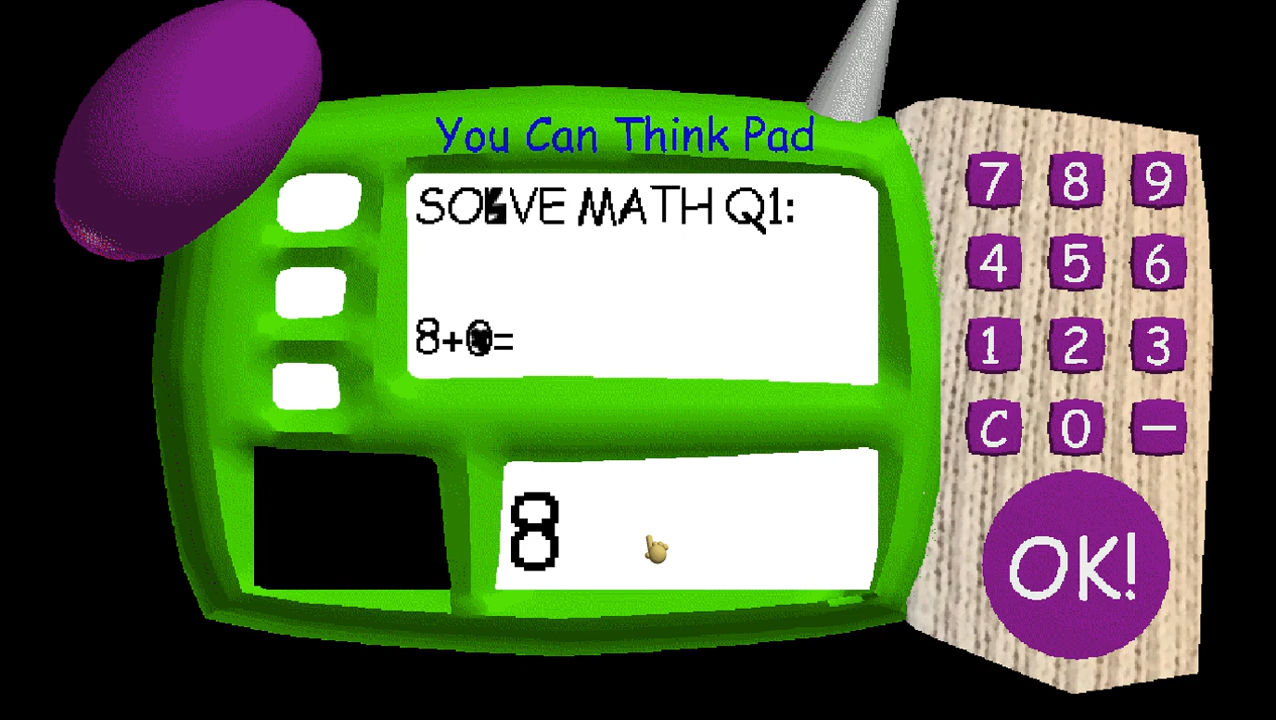 You Can Think Pad
SOLVE MATH Q1:
8+0=
8
7 8 9
4 5 6
1 2 3
C 0 −
OK!